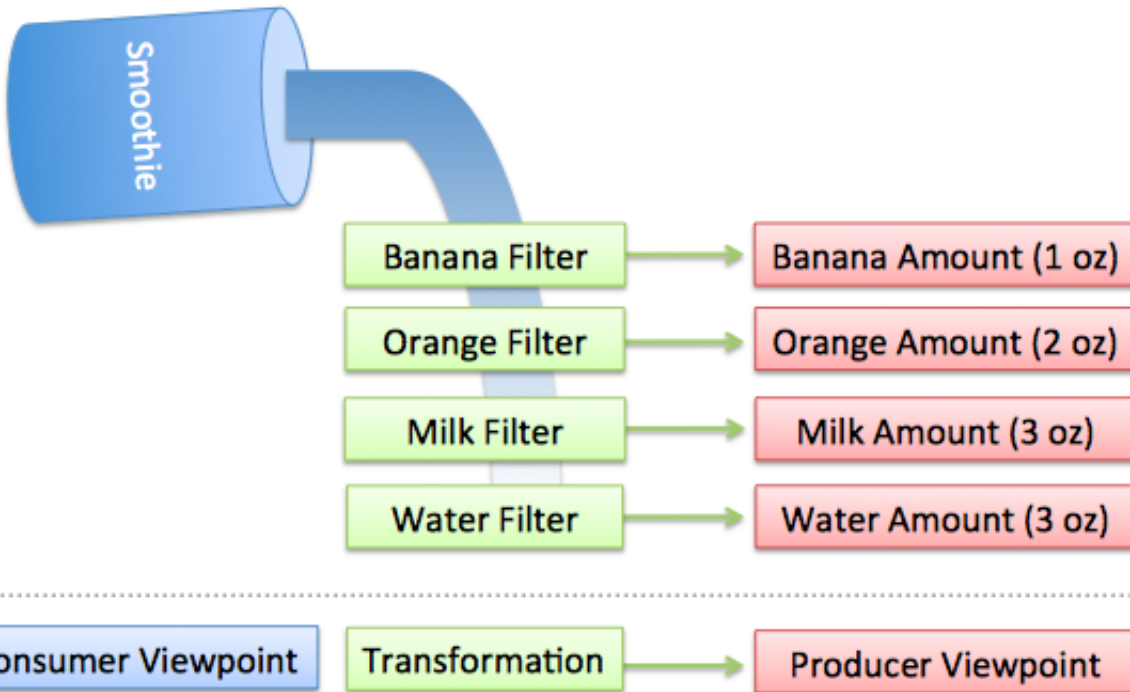 Smoothie
Banana Filter
Banana Amount (1 oz)
Orange Filter
Orange Amount (2 oz)
Milk Filter
Milk Amount (3 oz)
Water Filter
Water Amount (3 oz)
onsumer Viewpoint
Transformation
Producer Viewpoint